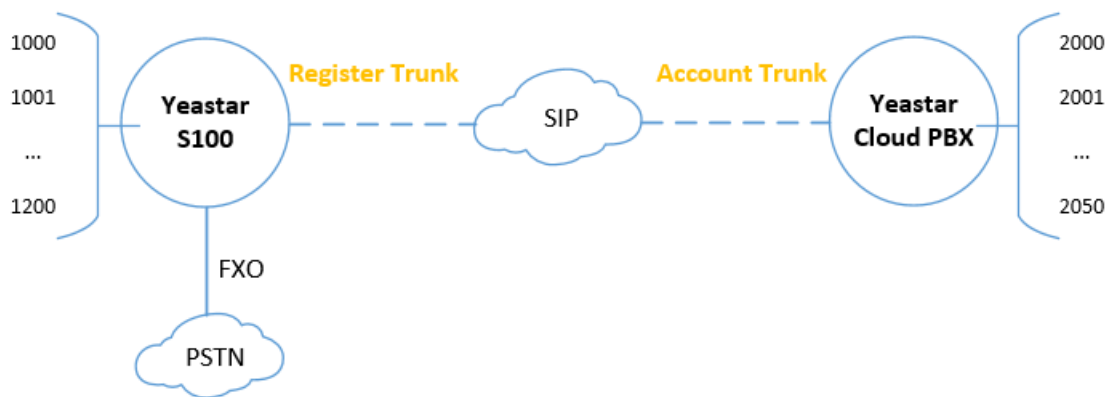 1000
1001
...
1200
Yeastar
S100
Register Trunk
SIP
Account Trunk
Yeastar
Cloud PBX
2000
2001
...
2050
FXO
PSTN